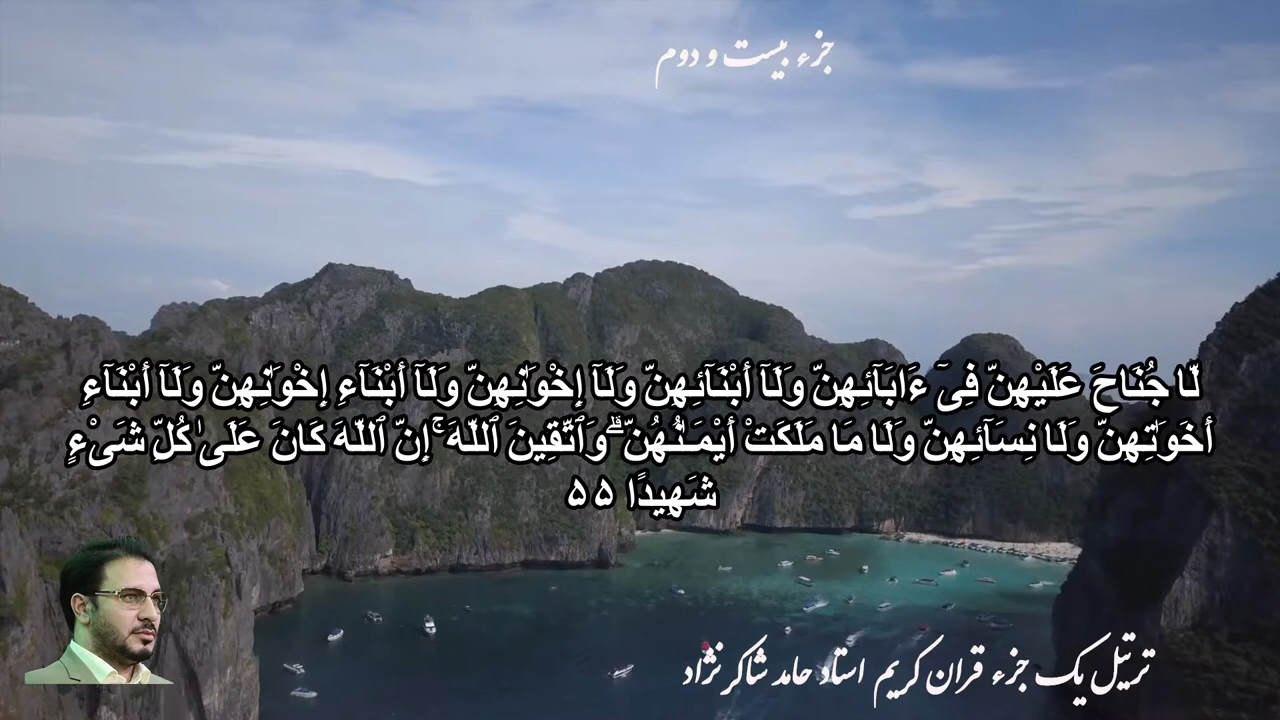 جزء بیست و دوم
لَّا جُنَاحَ عَلَيْهِنَّ فِىٓ ءَابَآئِهِنَّ وَلَآ أَبْنَآئِهِنَّ وَلَآ إِخْوَٰنِهِنَّ وَلَآ أَبْنَآءِ إِخْوَٰنِهِنَّ وَلَآ أَبْنَآءِ
أَخَوَٰتِهِنَّ وَلَا نِسَآئِهِنَّ وَلَا مَا مَلَكَتْ أَيْمَـٰنُهُنَّ ۗ وَٱتَّقِينَ ٱللَّهَ ۚ إِنَّ ٱللَّهَ كَانَ عَلَىٰ كُلِّ شَىْءٍ
شَهِيدًا ۵۵
ترتیل یک جزء قران کریم استاد حامد شاکرنژاد